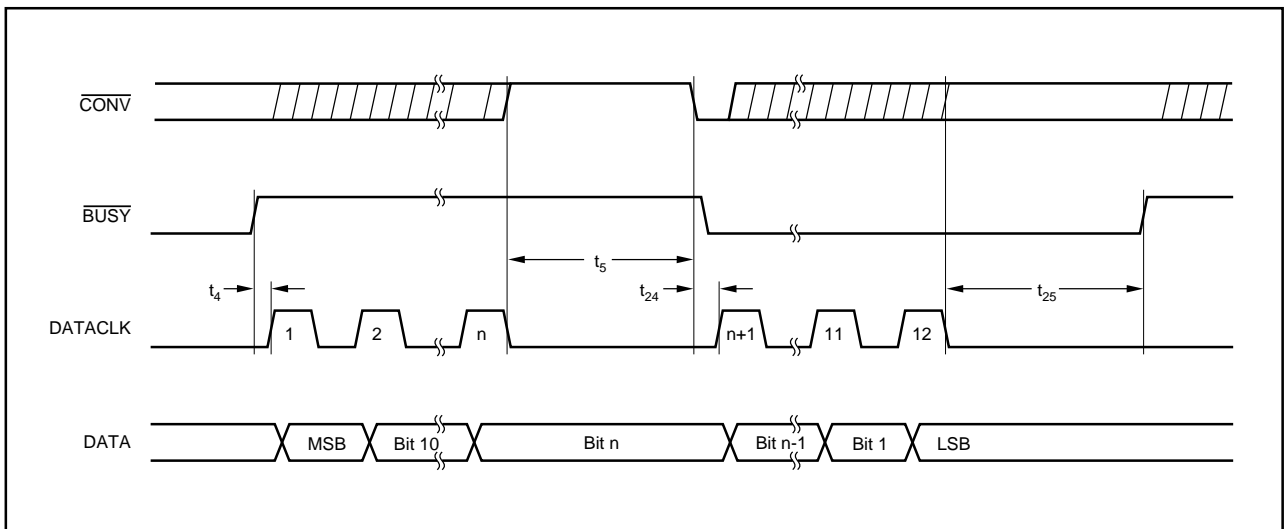 CONV
BUSY
t5
t4
t24
t25
DATACLK
1
2
n
n+1
11
12
DATA
MSB
Bit 10
Bit n
Bit n-1
Bit 1
LSB